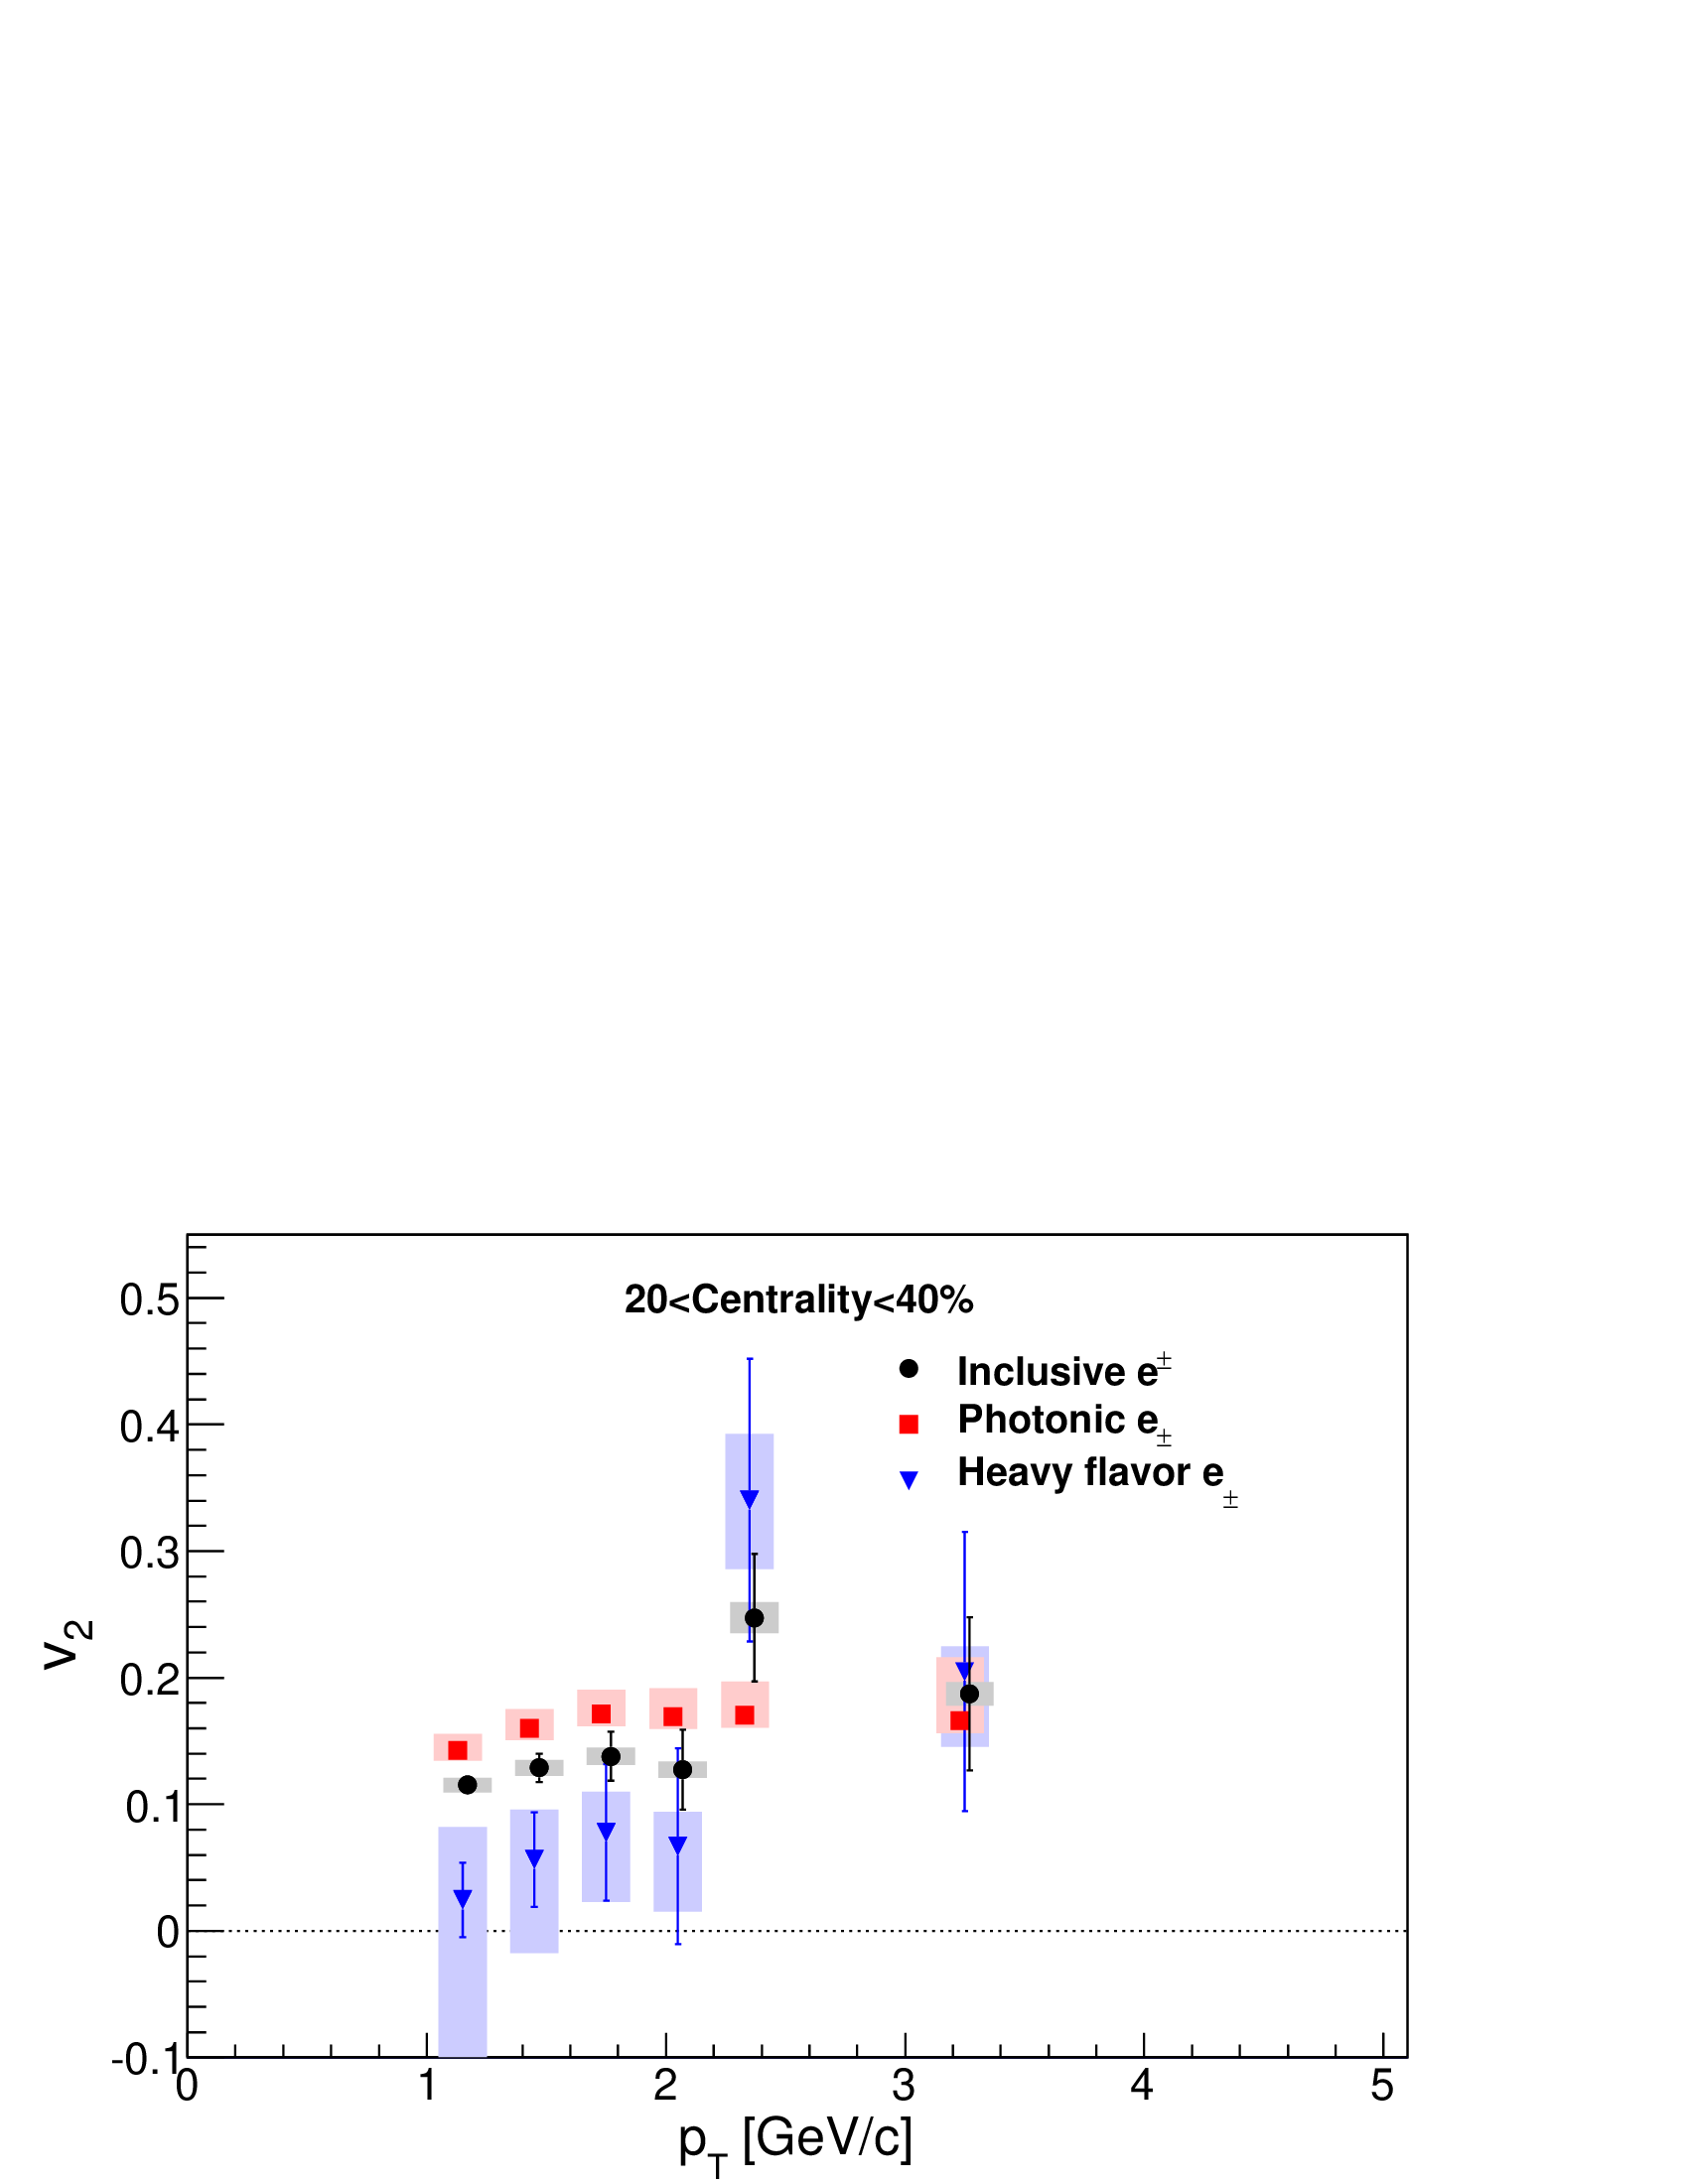 20<Centrality<40%
Inclusive e±
Photonic e±
Heavy flavor e±
v2
0.5
0.4
0.3
0.2
0.1
0
-0.1
0 1 2 3 4 5
pT [GeV/c]